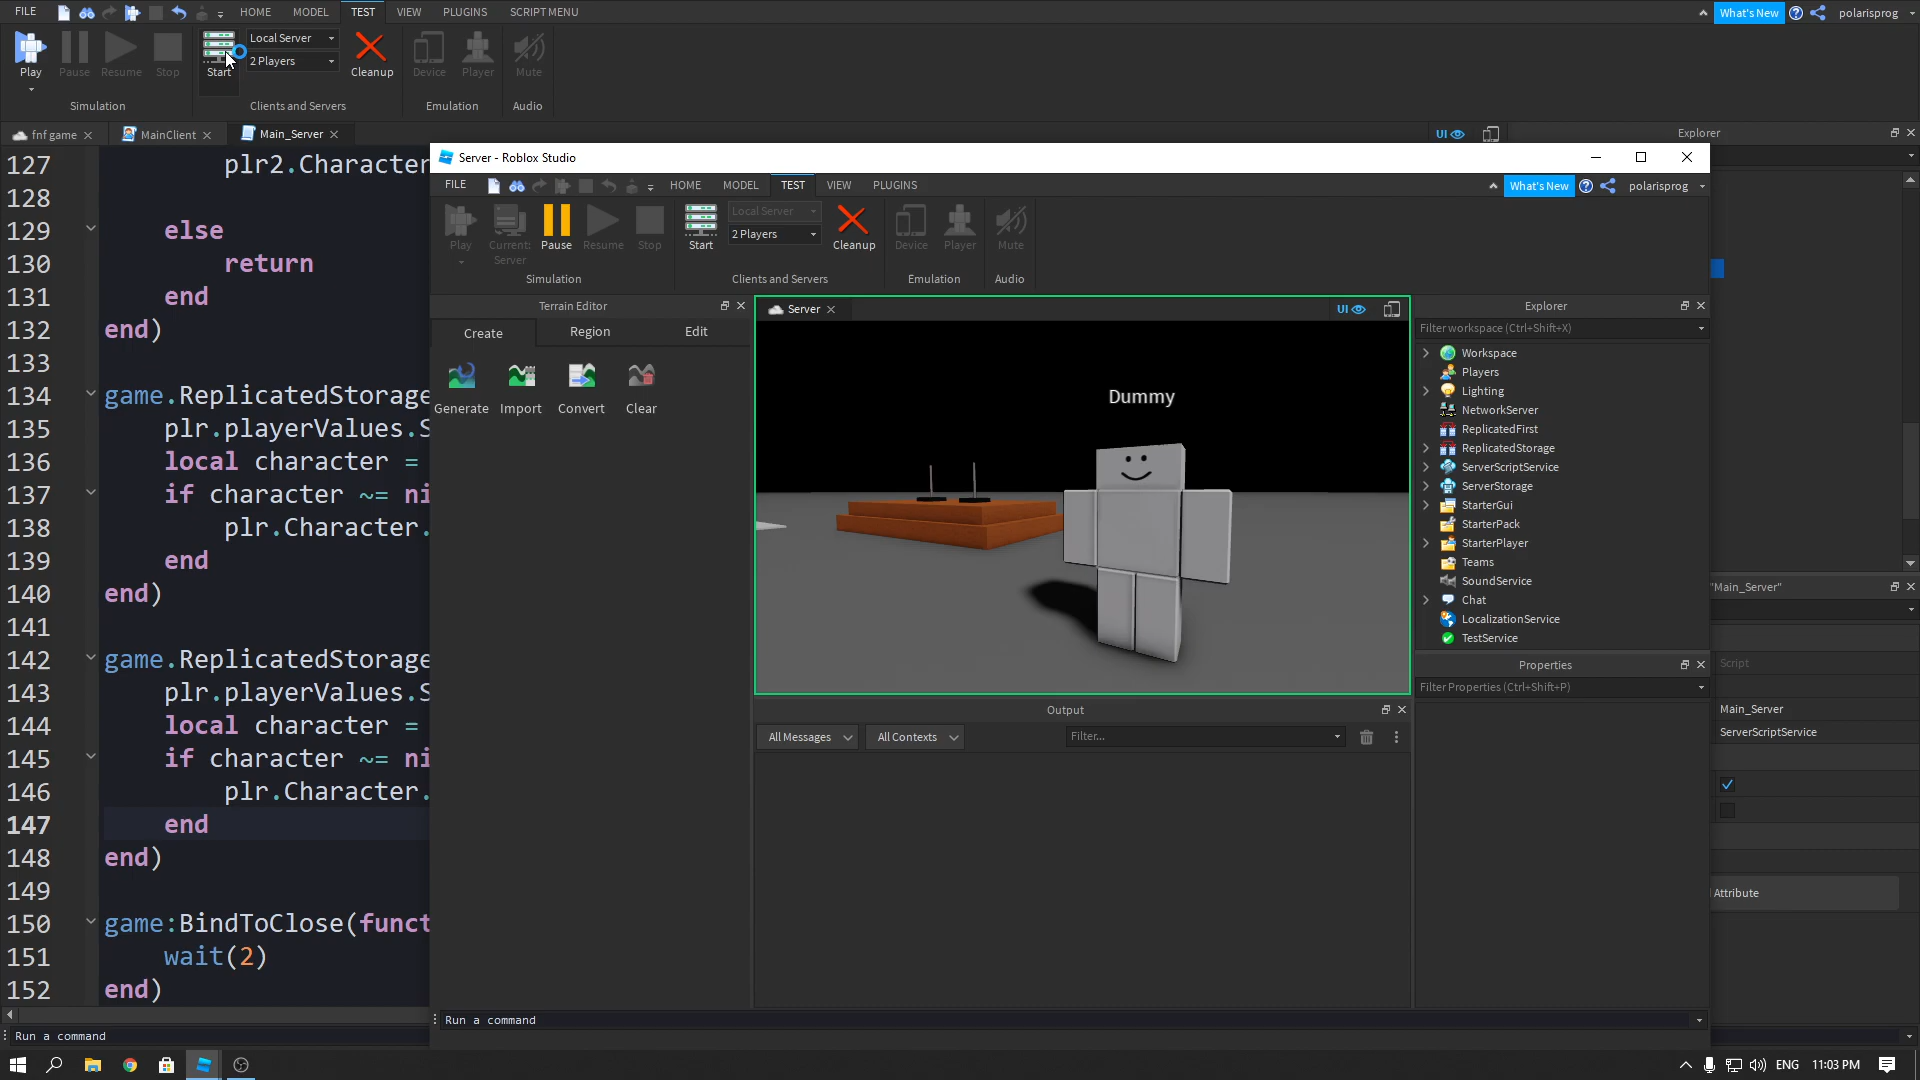 FILE HOME MODEL TEST VIEW PLUGINS SCRIPT MENU What's New polarisprog
Local Server
2 Players
Play Pause Resume Stop Start Cleanup Device Player Mute
Simulation Clients and Servers Emulation Audio
fnf game MainClient Main_Server UI Explorer
127 plr2.Character
128
129 else
130 return
131 end
132 end)
133
134 game.ReplicatedStorage
135 plr.playerValues.S
136 local character =
137 if character ~= ni
138 plr.Character.
139 end
140 end)
141
142 game.ReplicatedStorage
143 plr.playerValues.S
144 local character =
145 if character ~= ni
146 plr.Character.
147 end
148 end)
149
150 game:BindToClose(funct
151 wait(2)
152 end)
Run a command
Server - Roblox Studio
FILE HOME MODEL TEST VIEW PLUGINS What's New polarisprog
Local Server
2 Players
Play Current: Server Pause Resume Stop Start Cleanup Device Player Mute
Simulation Clients and Servers Emulation Audio
Terrain Editor
Create Region Edit
Generate Import Convert Clear
Server UI
Dummy
Output
All Messages All Contexts Filter...
Explorer
Filter workspace (Ctrl+Shift+X)
Workspace
Players
Lighting
NetworkServer
ReplicatedFirst
ReplicatedStorage
ServerScriptService
ServerStorage
StarterGui
StarterPack
StarterPlayer
Teams
SoundService
Chat
LocalizationService
TestService
Properties
Filter Properties (Ctrl+Shift+P)
Run a command
"Main_Server"
Script
Main_Server
ServerScriptService
Attribute
ENG 11:03 PM